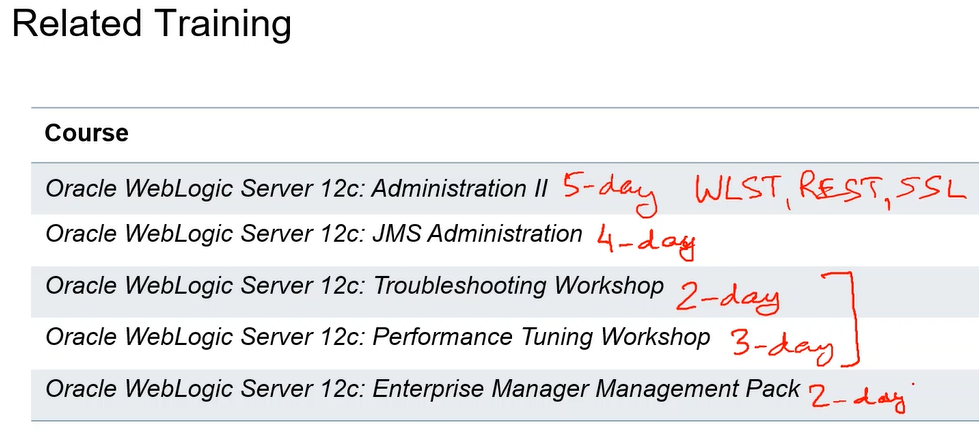 Related Training
Course
Oracle WebLogic Server 12c: Administration II 5-day WLST, REST, SSL
Oracle WebLogic Server 12c: JMS Administration 4-day
Oracle WebLogic Server 12c: Troubleshooting Workshop 2-day
Oracle WebLogic Server 12c: Performance Tuning Workshop 3-day
Oracle WebLogic Server 12c: Enterprise Manager Management Pack 2-day